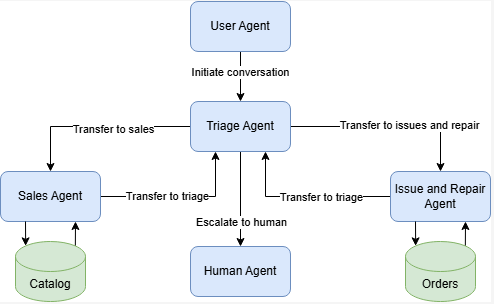 User Agent
Initiate conversation
Triage Agent
Transfer to sales
Transfer to issues and repair
Sales Agent
Transfer to triage
Transfer to triage
Issue and Repair
Agent
Escalate to human
Human Agent
Catalog
Orders